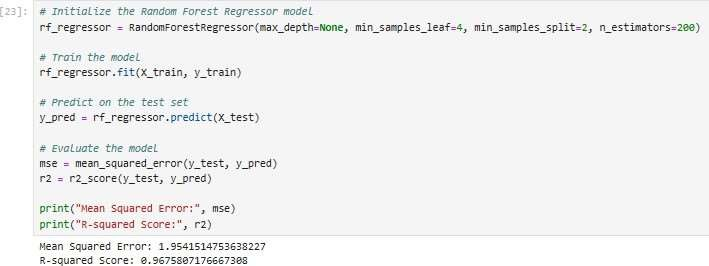 [23]: # Initialize the Random Forest Regressor model
rf_regressor = RandomForestRegressor(max_depth=None, min_samples_leaf=4, min_samples_split=2, n_estimators=200)
# Train the model
rf_regressor.fit(X_train, y_train)
# Predict on the test set
y_pred = rf_regressor.predict(X_test)
# Evaluate the model
mse = mean_squared_error(y_test, y_pred)
r2 = r2_score(y_test, y_pred)
print("Mean Squared Error:", mse)
print("R-squared Score:", r2)
Mean Squared Error: 1.9541514753638227
R-squared Score: 0.9675807176667308